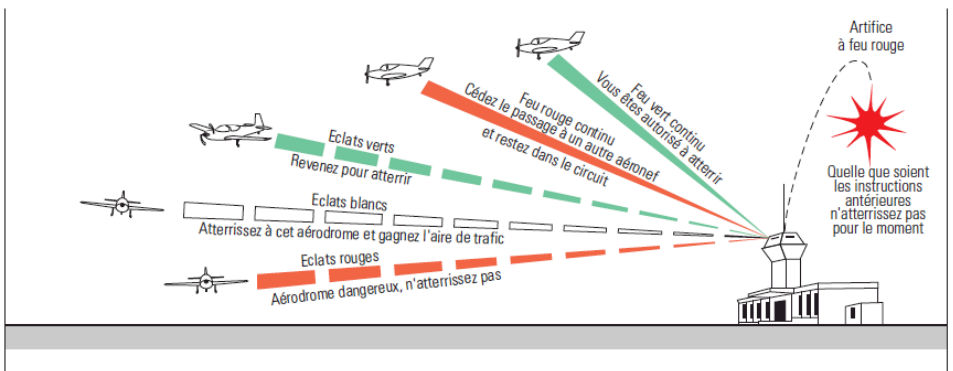 Artifice
à feu rouge
Feu vert continu
Vous êtes autorisé à atterrir
Feu rouge continu
Cédez le passage à un autre aéronef
et restez dans le circuit
Eclats verts
Revenez pour atterrir
Eclats blancs
Atterrissez à cet aérodrome et gagnez l'aire de trafic
Eclats rouges
Aérodrome dangereux, n'atterrissez pas
Quelle que soient
les instructions
antérieures
n'atterrissez pas
pour le moment